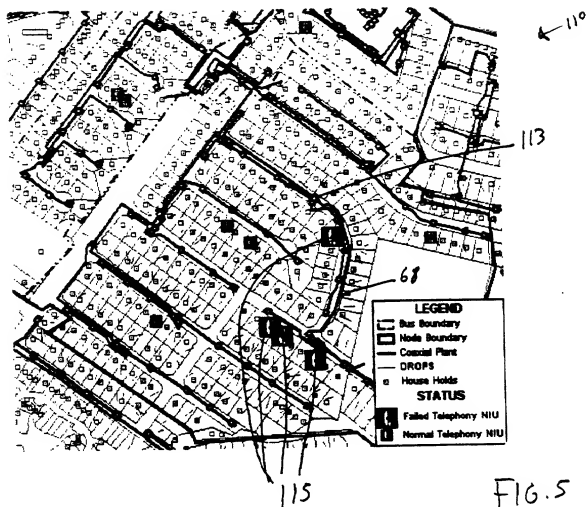 110
113
68
LEGEND
Bus Boundary
Node Boundary
Coaxial Plant
DROPS
House Holds
STATUS
Failed Telephony NIU
Normal Telephony NIU
115
FIG.5